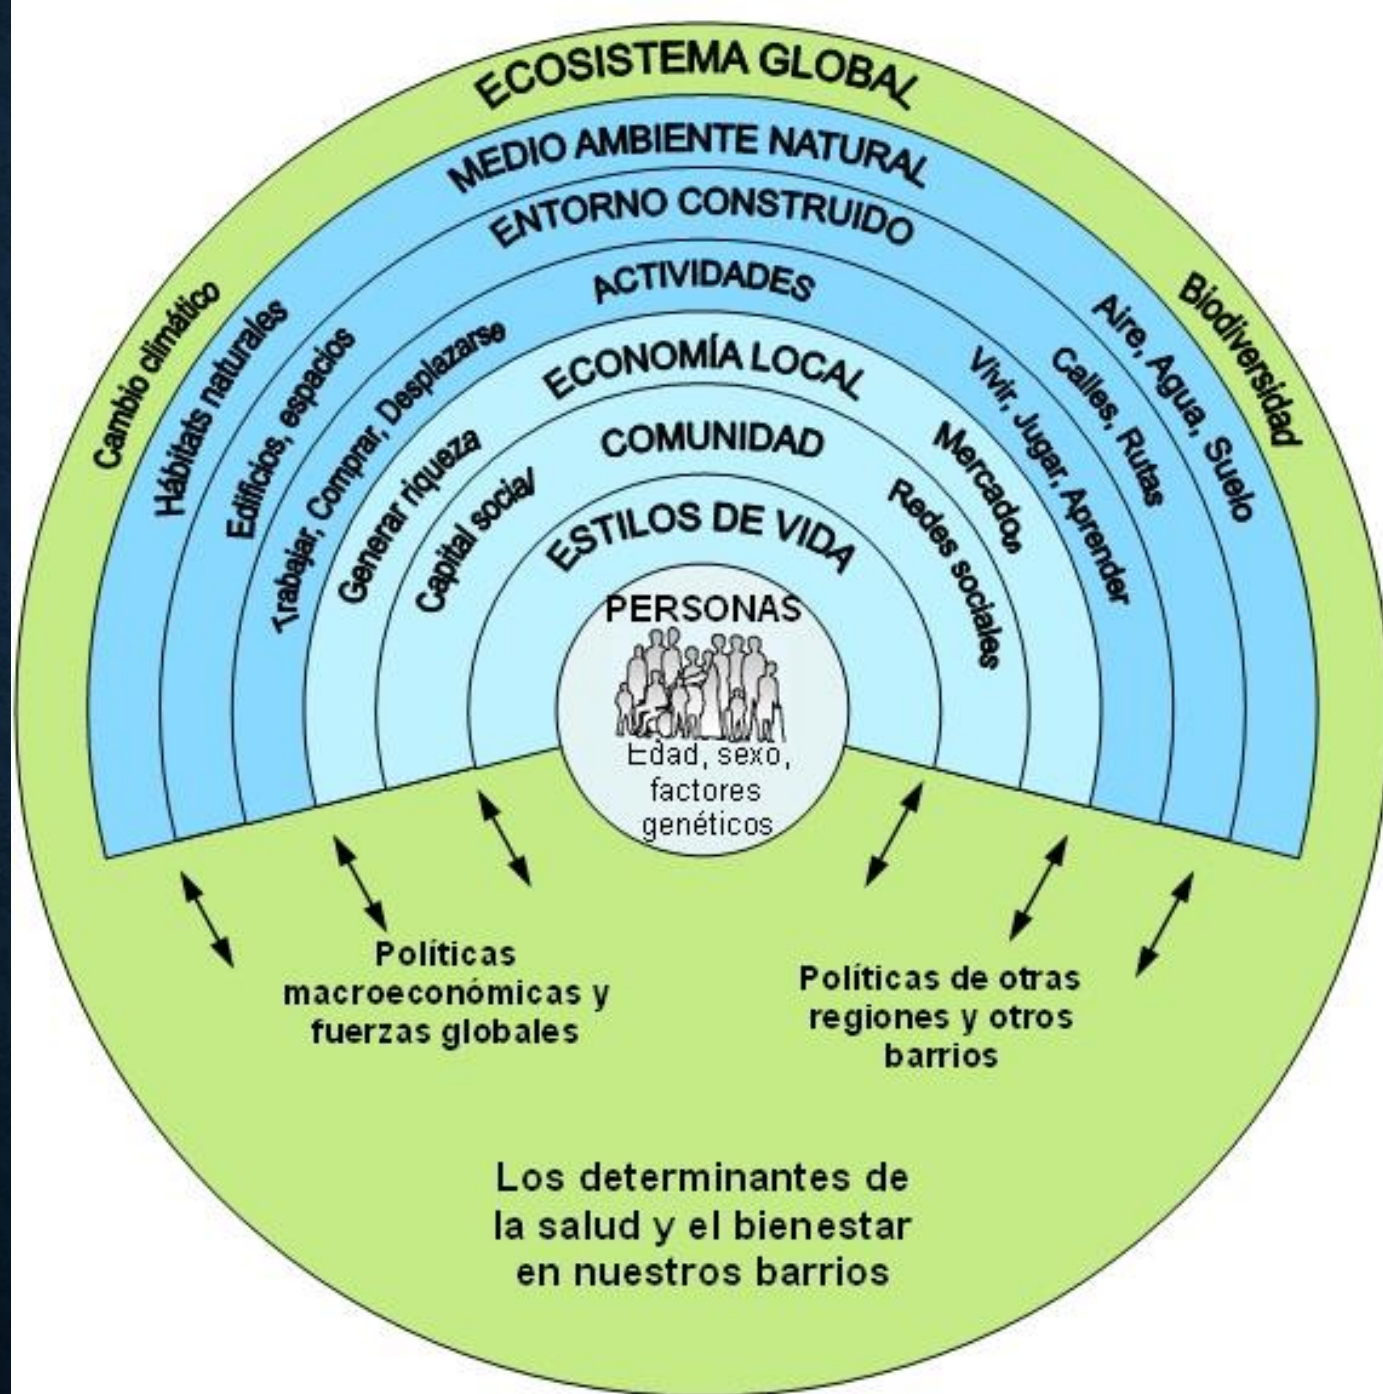 ECOSISTEMA GLOBAL
Cambio climático
Biodiversidad
MEDIO AMBIENTE NATURAL
Hábitats naturales
Aire, Agua, Suelo
ENTORNO CONSTRUIDO
Edificios, espacios
Calles, Rutas
ACTIVIDADES
Trabajar, Comprar, Desplazarse
Vivir, Jugar, Aprender
ECONOMÍA LOCAL
Generar riqueza
Mercados
COMUNIDAD
Capital social
Redes sociales
ESTILOS DE VIDA
PERSONAS
Edad, sexo,
factores
genéticos
Políticas
macroeconómicas y
fuerzas globales
Políticas de otras
regiones y otros
barrios
Los determinantes de
la salud y el bienestar
en nuestros barrios